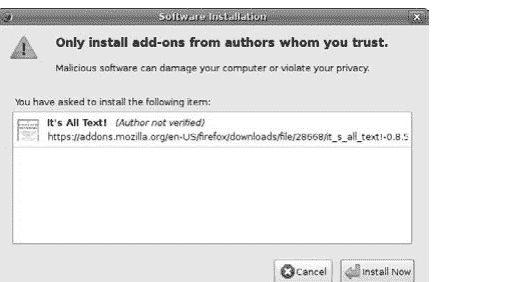 Software Installation
Only install add-ons from authors whom you trust.
Malicious software can damage your computer or violate your privacy.
You have asked to install the following item:
It's All Text! (Author not verified)
https://addons.mozilla.org/en-US/firefox/downloads/file/28668/it_s_all_text!-0.8.5
Cancel
Install Now